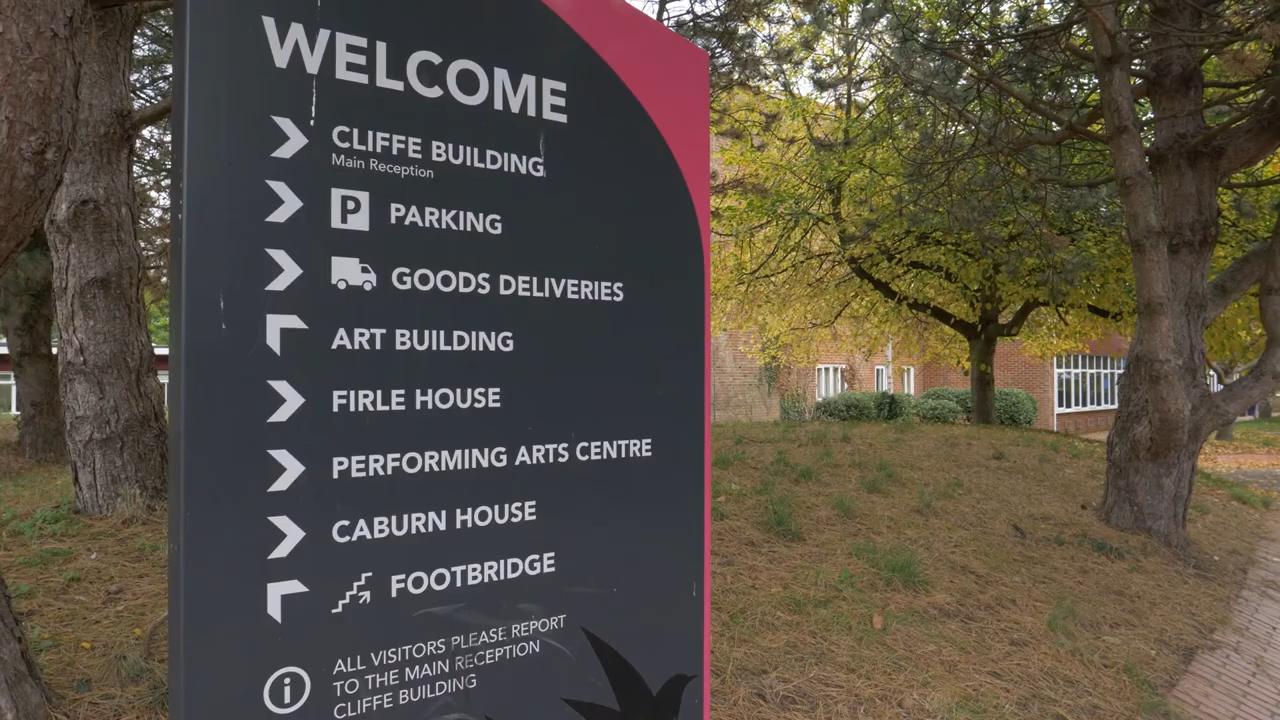 WELCOME
CLIFFE BUILDING
Main Reception
P PARKING
GOODS DELIVERIES
ART BUILDING
FIRLE HOUSE
PERFORMING ARTS CENTRE
CABURN HOUSE
FOOTBRIDGE
i ALL VISITORS PLEASE REPORT
TO THE MAIN RECEPTION
CLIFFE BUILDING